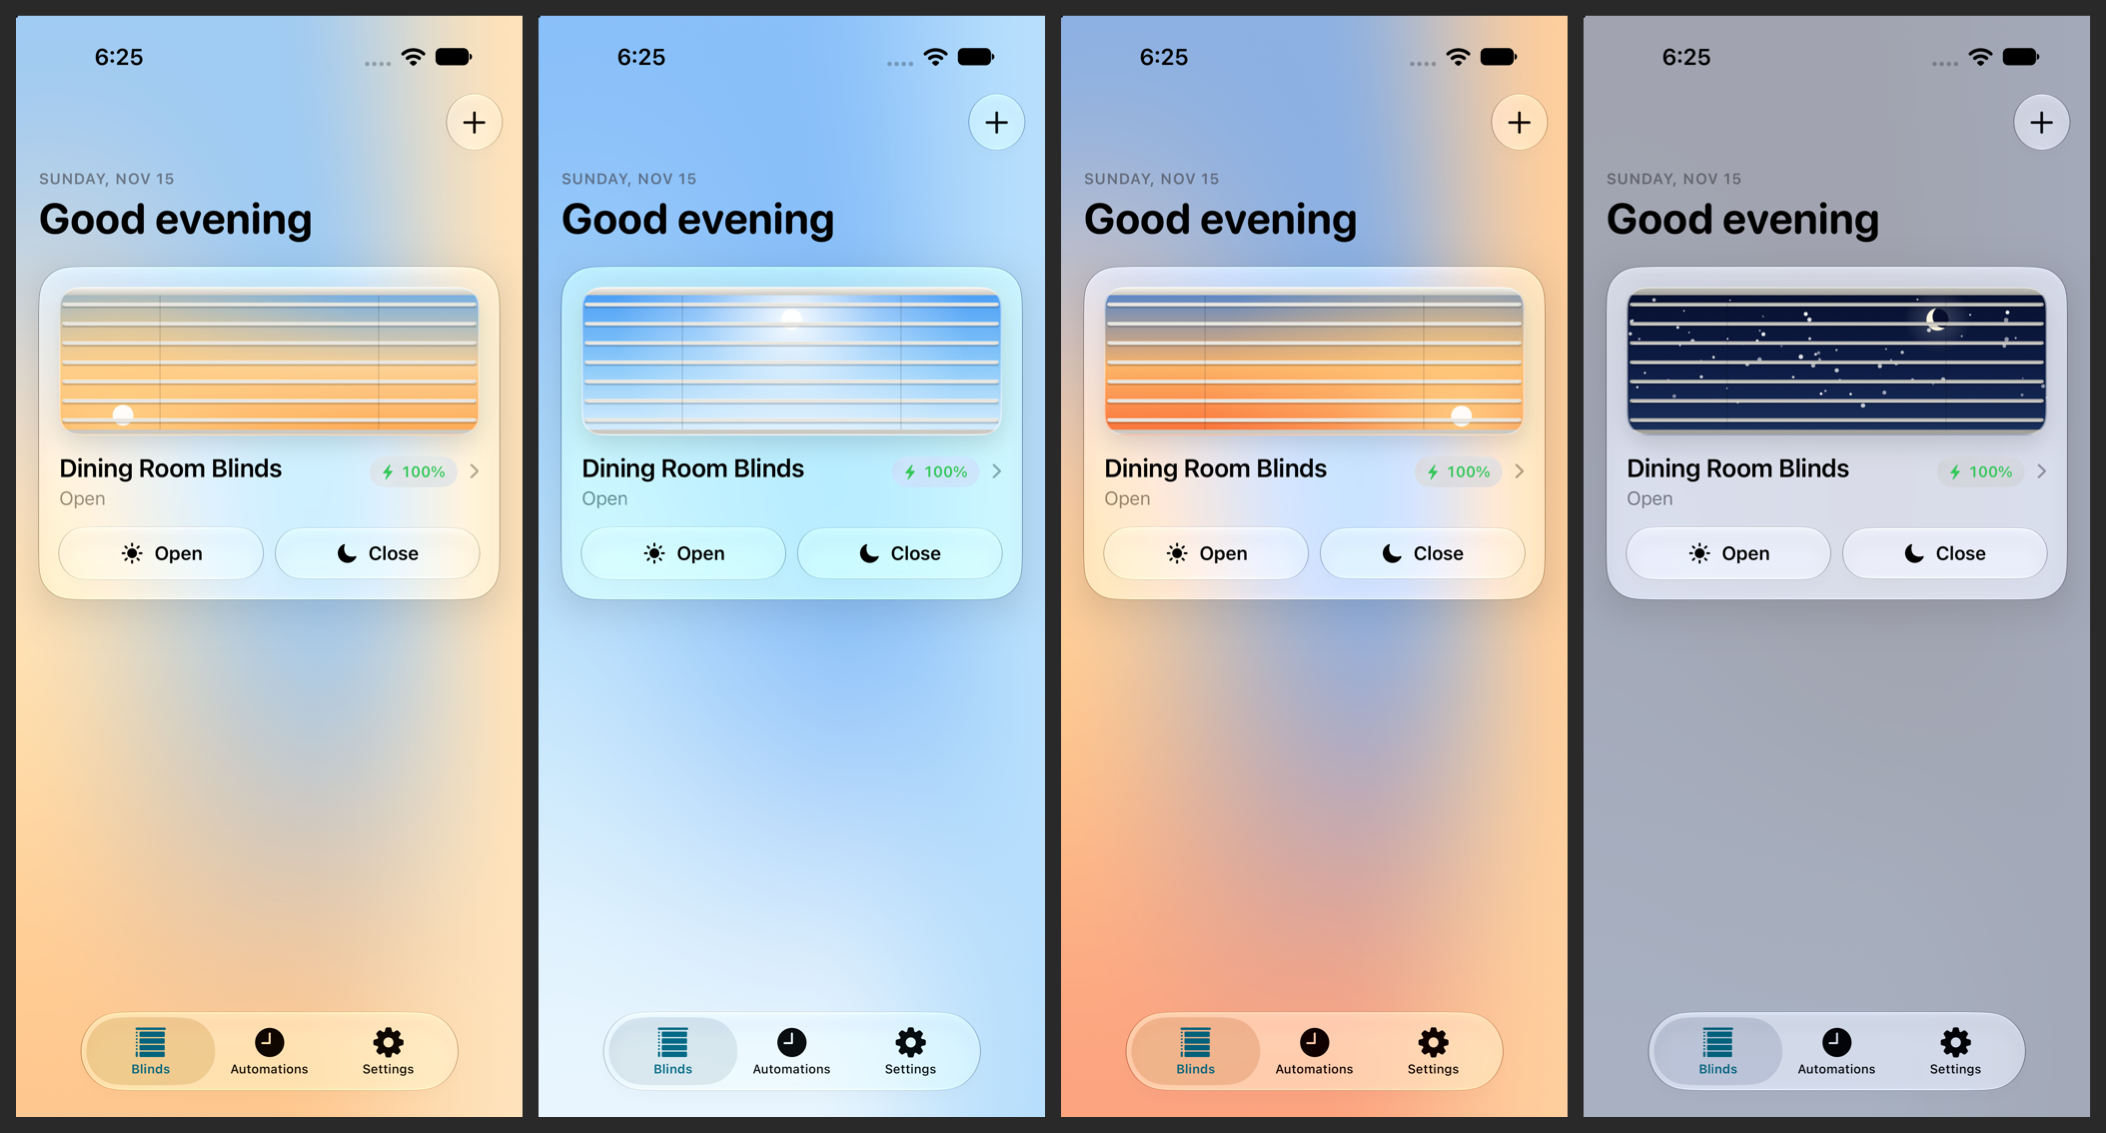 6:25
SUNDAY, NOV 15
Good evening
Dining Room Blinds
100%
Open
Open
Close
Blinds
Automations
Settings
6:25
SUNDAY, NOV 15
Good evening
Dining Room Blinds
100%
Open
Open
Close
Blinds
Automations
Settings
6:25
SUNDAY, NOV 15
Good evening
Dining Room Blinds
100%
Open
Open
Close
Blinds
Automations
Settings
6:25
SUNDAY, NOV 15
Good evening
Dining Room Blinds
100%
Open
Open
Close
Blinds
Automations
Settings